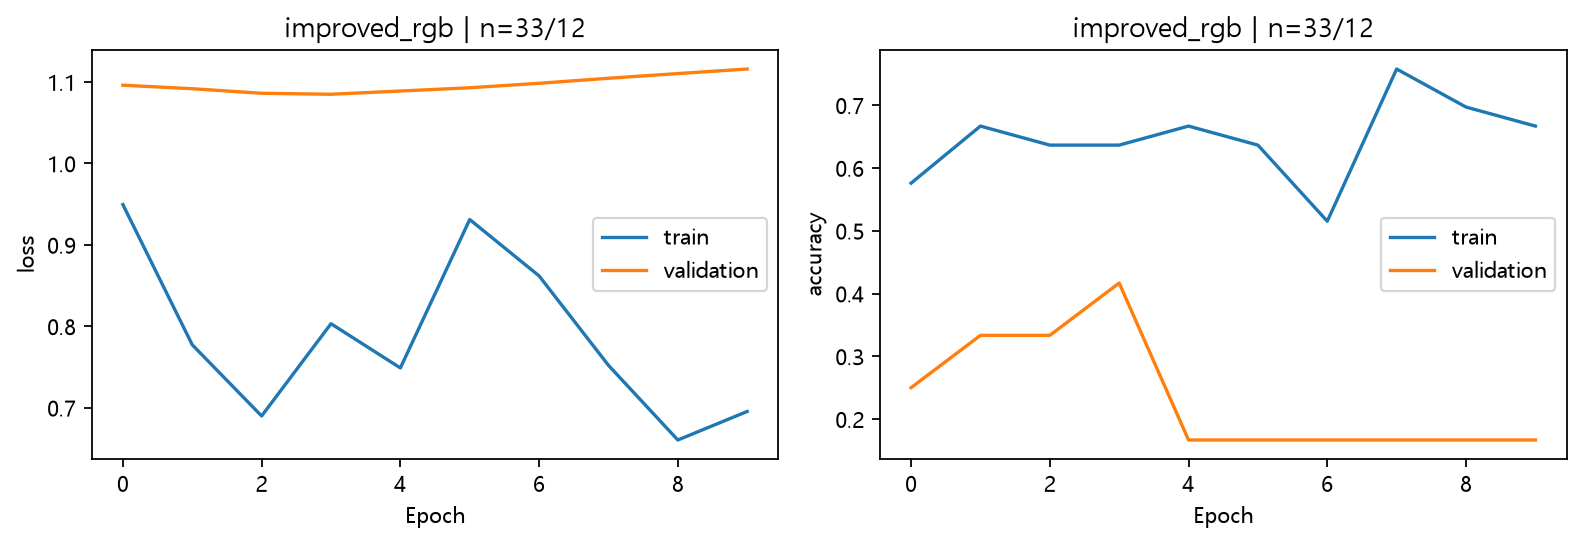 improved_rgb | n=33/12
loss
1.1
1.0
0.9
0.8
0.7
train
validation
0 2 4 6 8
Epoch
improved_rgb | n=33/12
accuracy
0.7
0.6
0.5
0.4
0.3
0.2
train
validation
0 2 4 6 8
Epoch